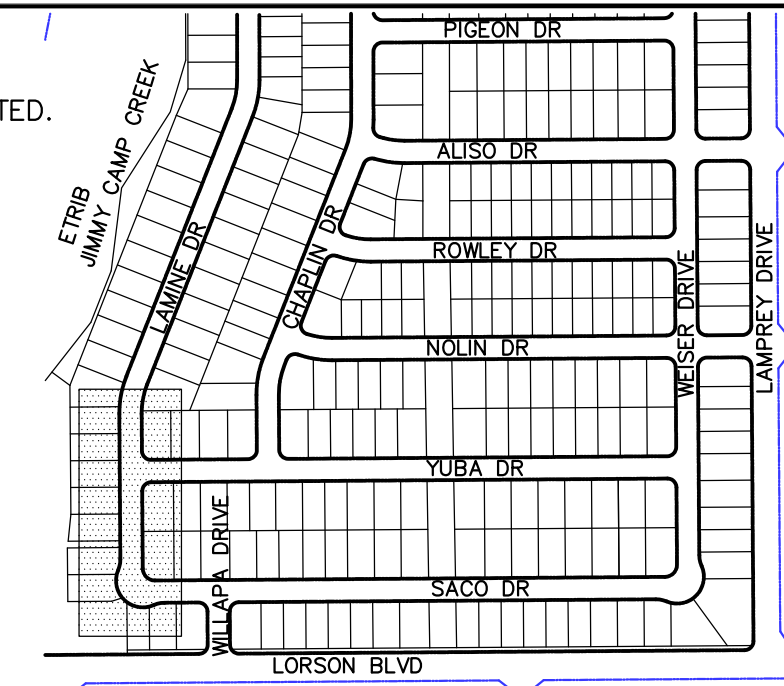 PIGEON DR
TED.
ALISO DR
ETRIB
JIMMY CAMP CREEK
LAMINE DR
CHAPLIN DR
ROWLEY DR
WEISER DRIVE
LAMPREY DRIVE
NOLIN DR
YUBA DR
WILLAPA DRIVE
SACO DR
LORSON BLVD